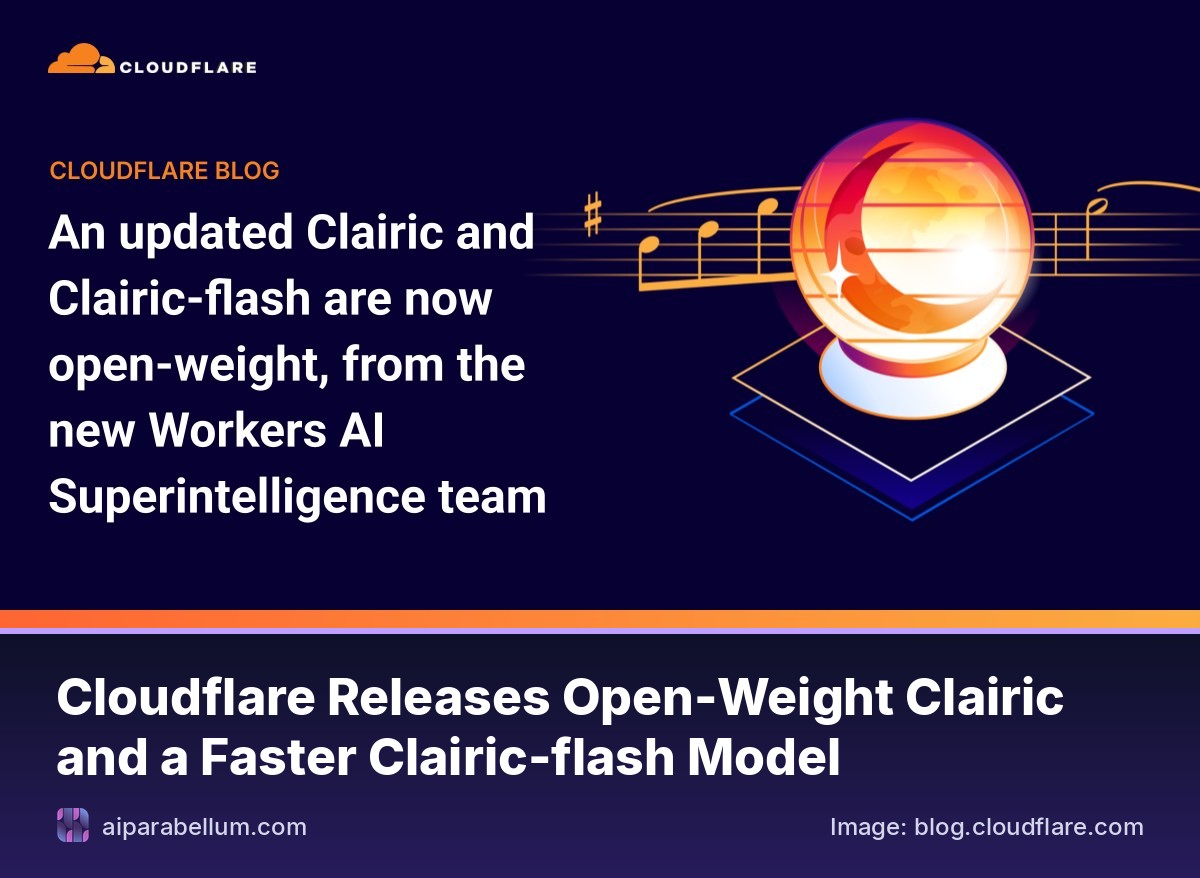 CLOUDFLARE
CLOUDFLARE BLOG
An updated Clairic and
Clairic-flash are now
open-weight, from the
new Workers AI
Superintelligence team
Cloudflare Releases Open-Weight Clairic
and a Faster Clairic-flash Model
aiparabellum.com
Image: blog.cloudflare.com